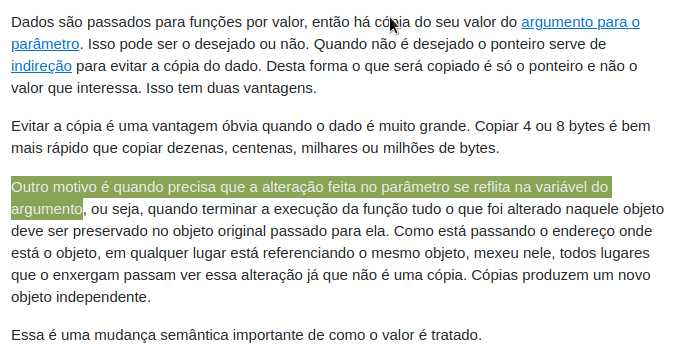 Dados são passados para funções por valor, então há cópia do seu valor do argumento para o
parâmetro. Isso pode ser o desejado ou não. Quando não é desejado o ponteiro serve de
indireção para evitar a cópia do dado. Desta forma o que será copiado é só o ponteiro e não o
valor que interessa. Isso tem duas vantagens.
Evitar a cópia é uma vantagem óbvia quando o dado é muito grande. Copiar 4 ou 8 bytes é bem
mais rápido que copiar dezenas, centenas, milhares ou milhões de bytes.
Outro motivo é quando precisa que a alteração feita no parâmetro se reflita na variável do
argumento, ou seja, quando terminar a execução da função tudo o que foi alterado naquele objeto
deve ser preservado no objeto original passado para ela. Como está passando o endereço onde
está o objeto, em qualquer lugar está referenciando o mesmo objeto, mexeu nele, todos lugares
que o enxergam passam ver essa alteração já que não é uma cópia. Cópias produzem um novo
objeto independente.
Essa é uma mudança semântica importante de como o valor é tratado.